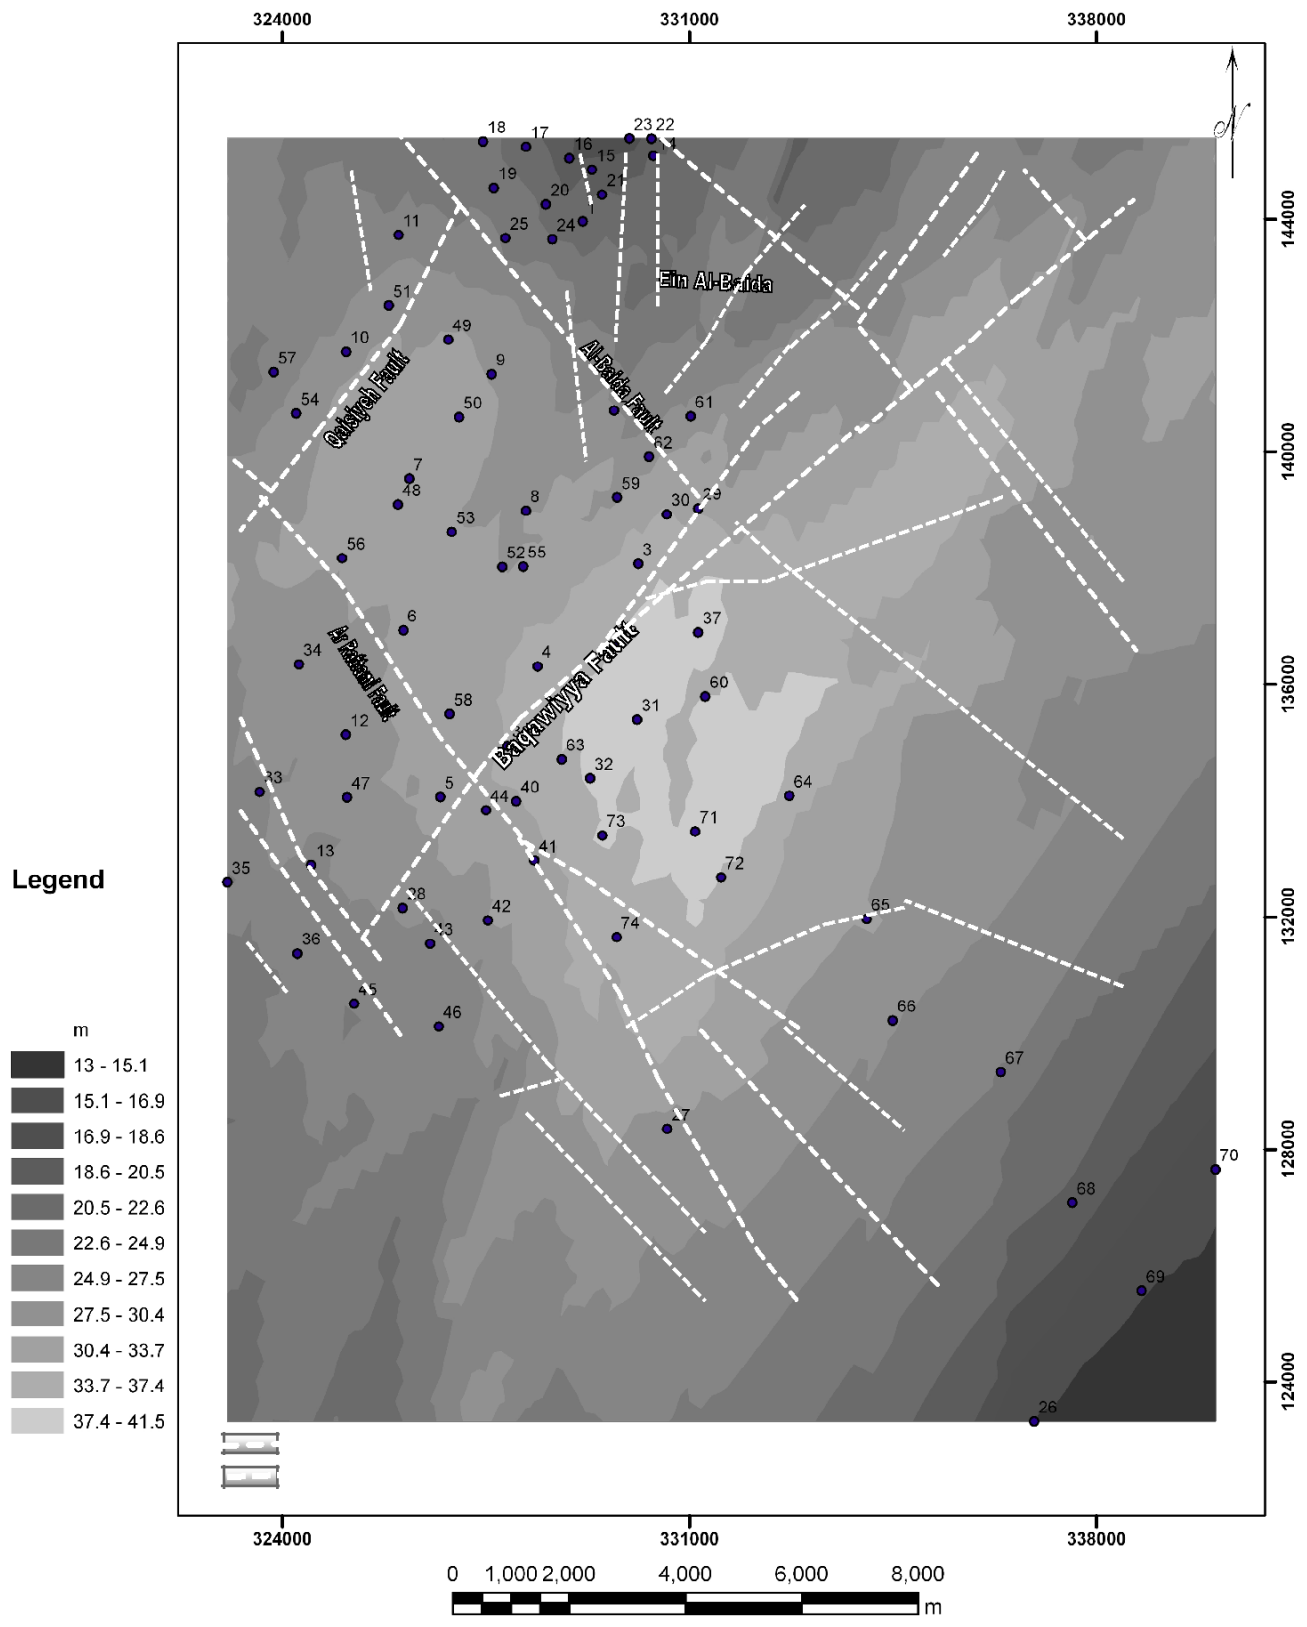 324000 331000 338000
N
18 17 16 23 22
15 14
19 20 21
11 25 24
144000
Ein Al-Baida
51
10 49
57 9
Al-Baida Fault
Qaisiyeh Fault
54 50 61
62
140000
7
48 8 59 30 29
53
56 52 55 3
6
Ar Rattami Fault
34 4 37
136000
Baqawiyya Fault
58 31 60
12 63
33 47 5 32 64
44 40
73 71
13 41
35 72
Legend
28 42 65
132000
36 43 74
45 46 66
m
13 - 15.1
67
15.1 - 16.9
27
16.9 - 18.6
128000
70
18.6 - 20.5
68
20.5 - 22.6
22.6 - 24.9
69
24.9 - 27.5
27.5 - 30.4
30.4 - 33.7
124000
33.7 - 37.4
26
37.4 - 41.5
324000 331000 338000
0 1,000 2,000 4,000 6,000 8,000
m